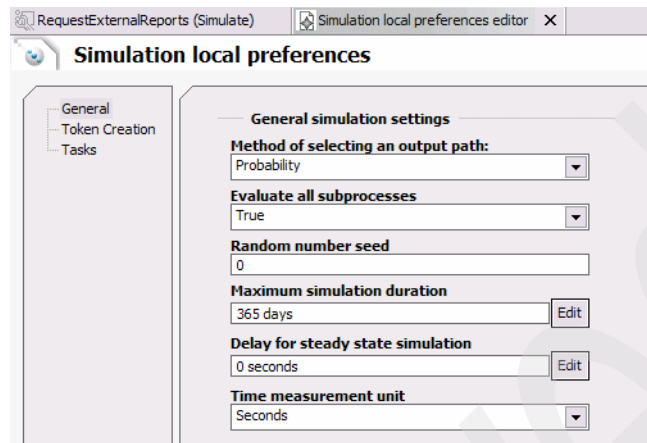 RequestExternalReports (Simulate)
Simulation local preferences editor
Simulation local preferences
General
Token Creation
Tasks
General simulation settings
Method of selecting an output path:
Probability
Evaluate all subprocesses
True
Random number seed
0
Maximum simulation duration
365 days
Edit
Delay for steady state simulation
0 seconds
Edit
Time measurement unit
Seconds